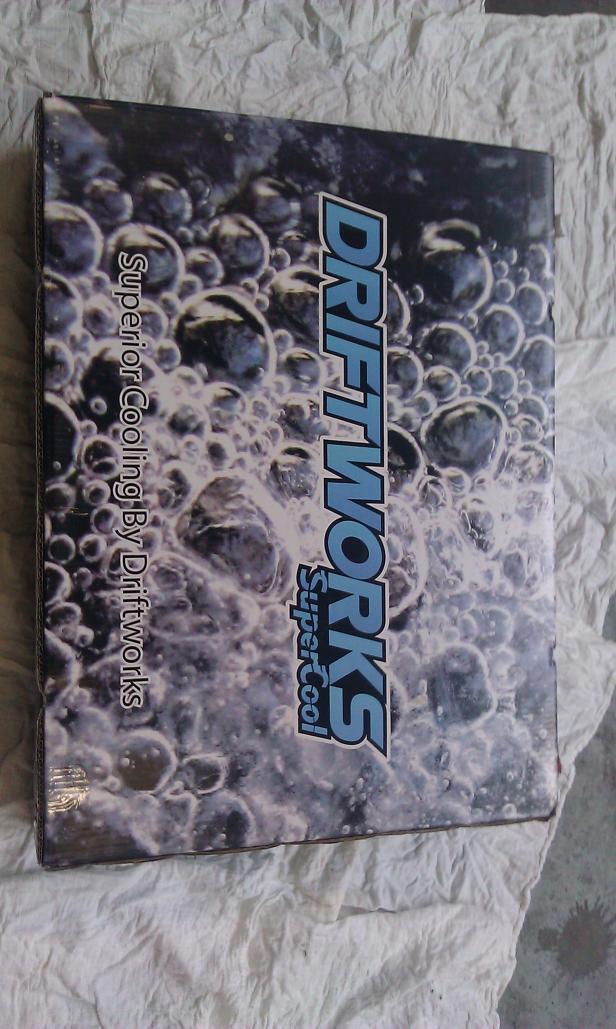 DRIFTWORKS
SuperCool
Superior Cooling By Driftworks